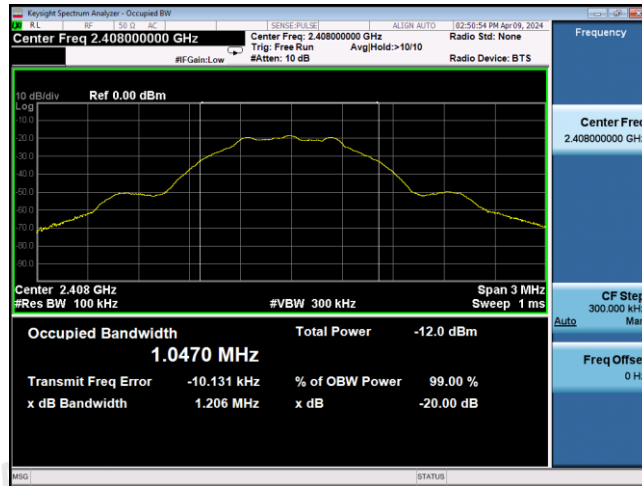 Keysight Spectrum Analyzer - Occupied BW
RL RF 50 Ω AC SENSE:PULSE ALIGN AUTO 02:50:54 PM Apr 09, 2024
Center Freq 2.408000000 GHz Center Freq: 2.408000000 GHz Radio Std: None
Trig: Free Run Avg|Hold:>10/10
#IFGain:Low #Atten: 10 dB Radio Device: BTS
Frequency
10 dB/div Ref 0.00 dBm
Log
-10.0
-20.0
-30.0
-40.0
-50.0
-60.0
-70.0
-80.0
-90.0
Center 2.408 GHz Span 3 MHz
#Res BW 100 kHz #VBW 300 kHz Sweep 1 ms
Occupied Bandwidth Total Power -12.0 dBm
1.0470 MHz
Transmit Freq Error -10.131 kHz % of OBW Power 99.00 %
x dB Bandwidth 1.206 MHz x dB -20.00 dB
Center Freq
2.408000000 GHz
CF Step
300.000 kHz
Auto Man
Freq Offset
0 Hz
MSG STATUS